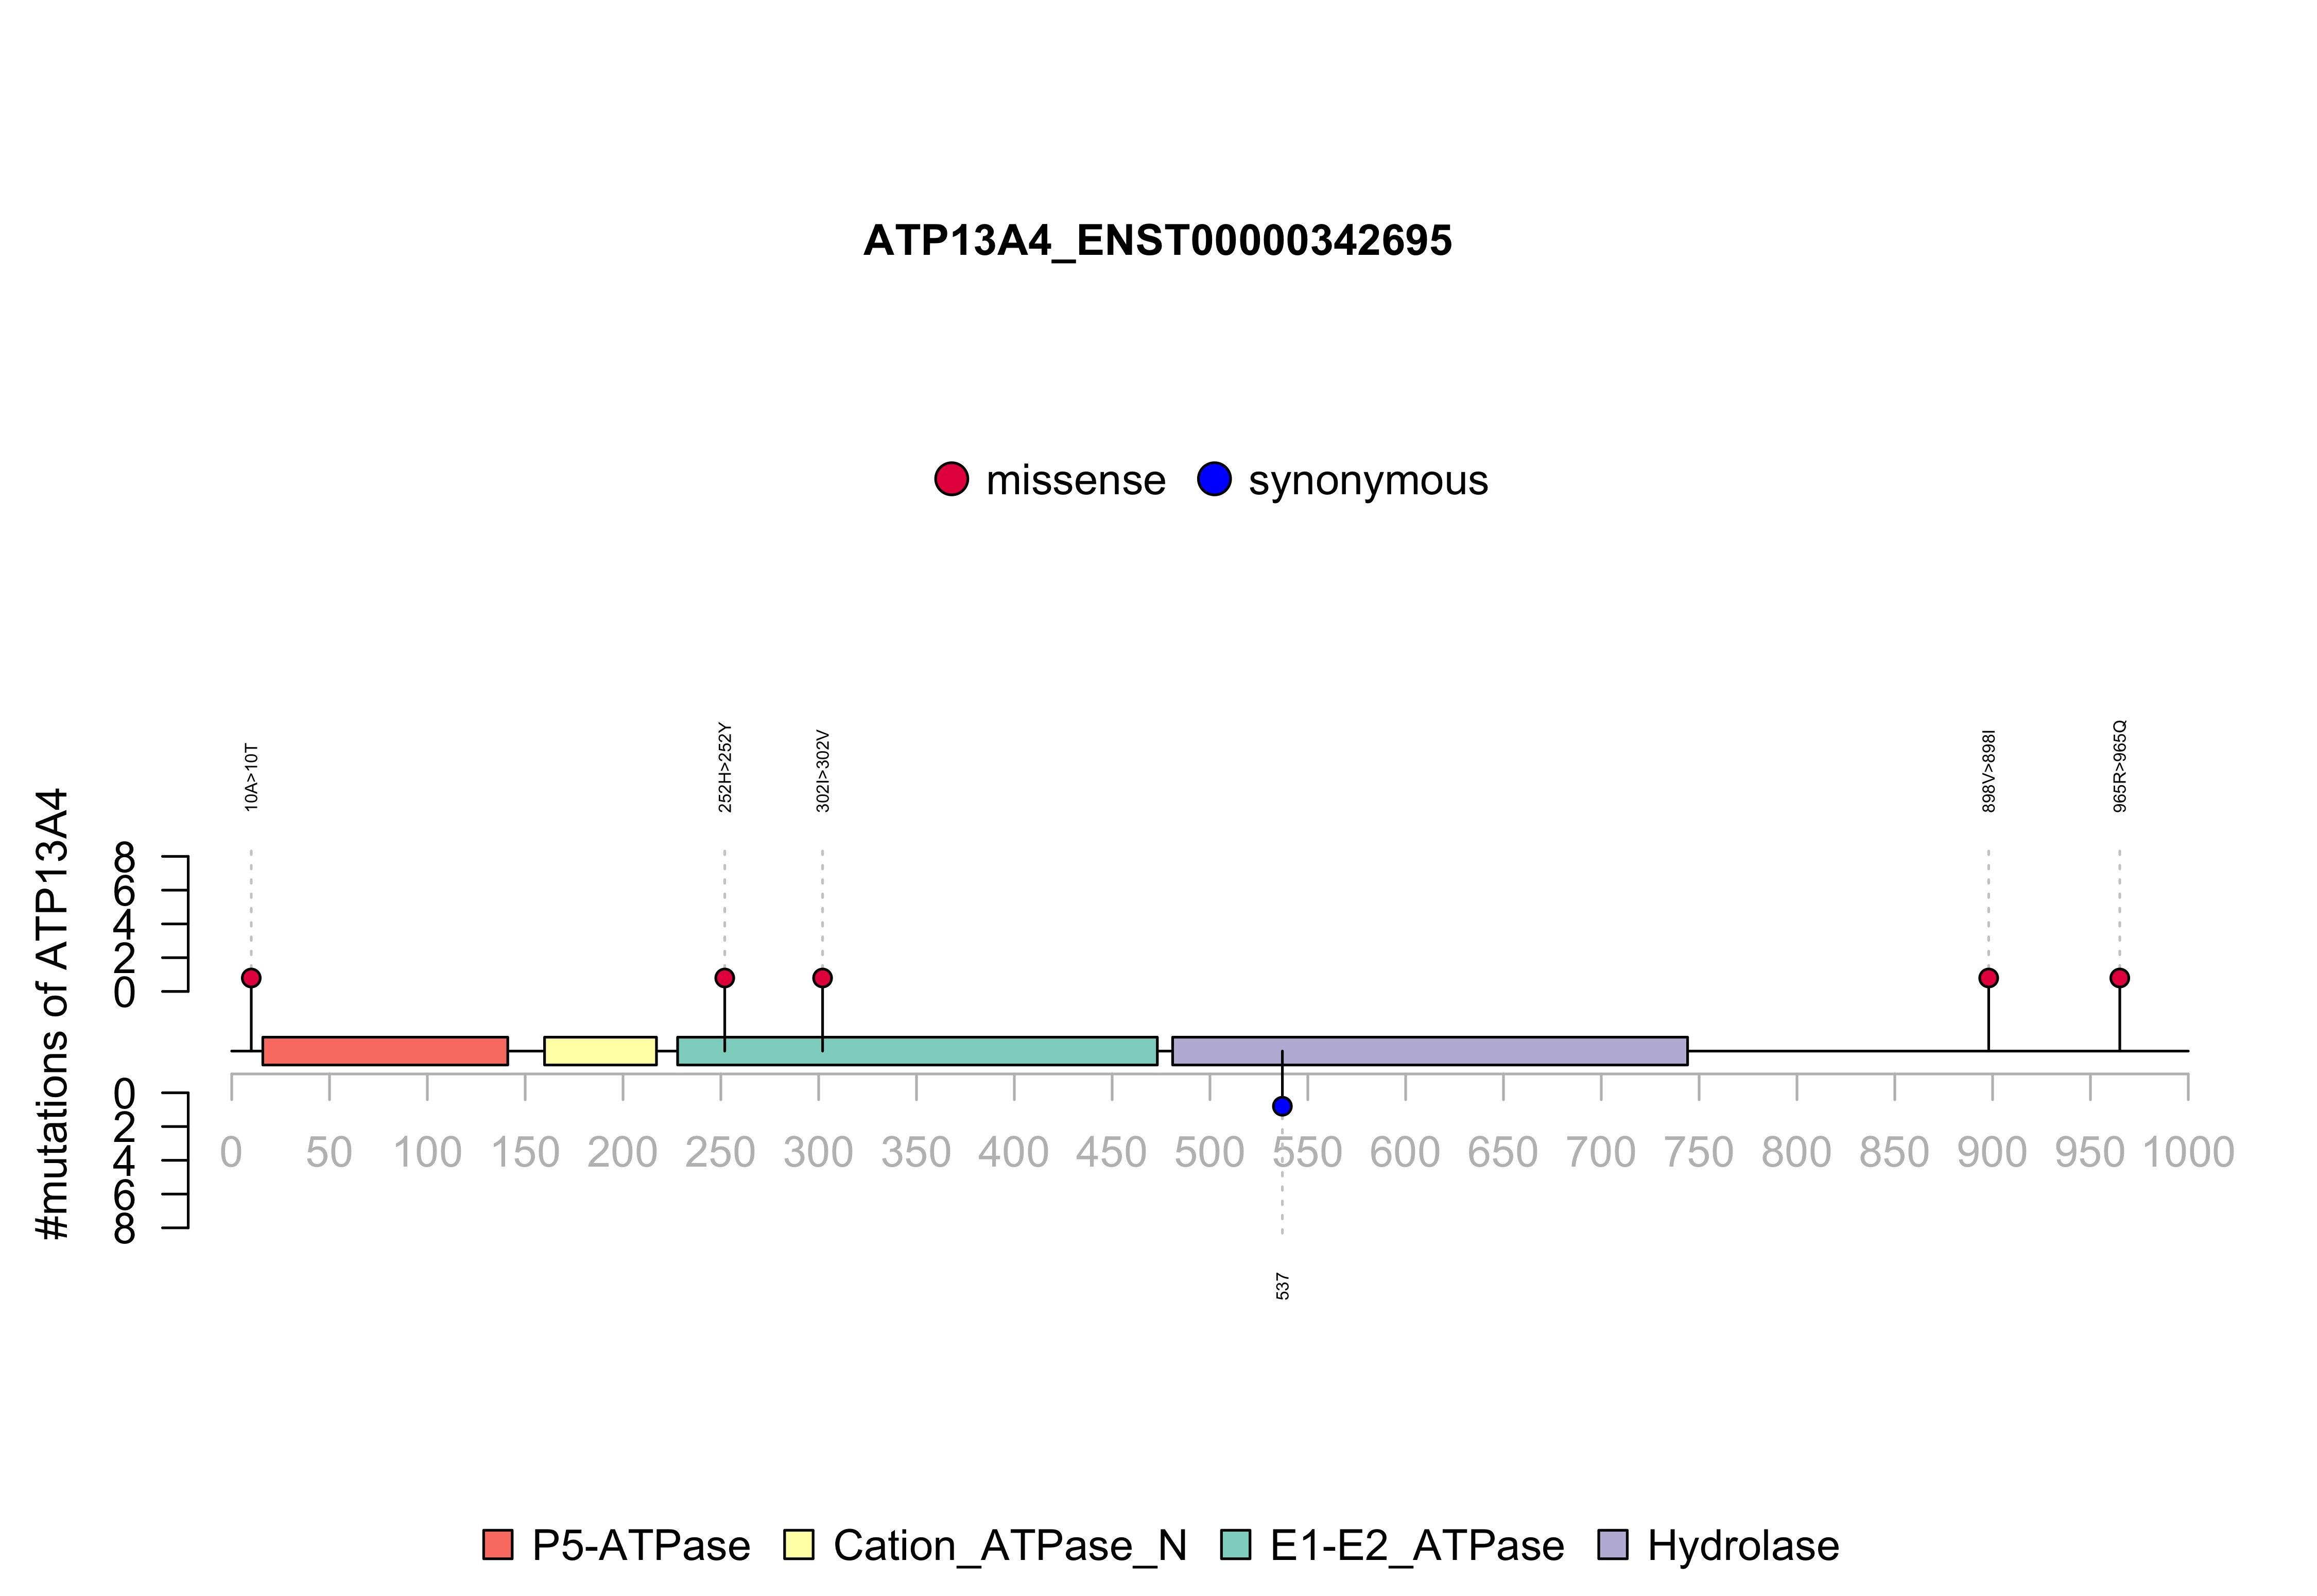 ATP13A4_ENST00000342695
missense synonymous
10A>10T
252H>252Y
302I>302V
898V>898I
965R>965Q
#mutations of ATP13A4
8
6
4
2
0
0
2
4
6
8
0 50 100 150 200 250 300 350 400 450 500 550 600 650 700 750 800 850 900 950 1000
537
P5-ATPase Cation_ATPase_N E1-E2_ATPase Hydrolase